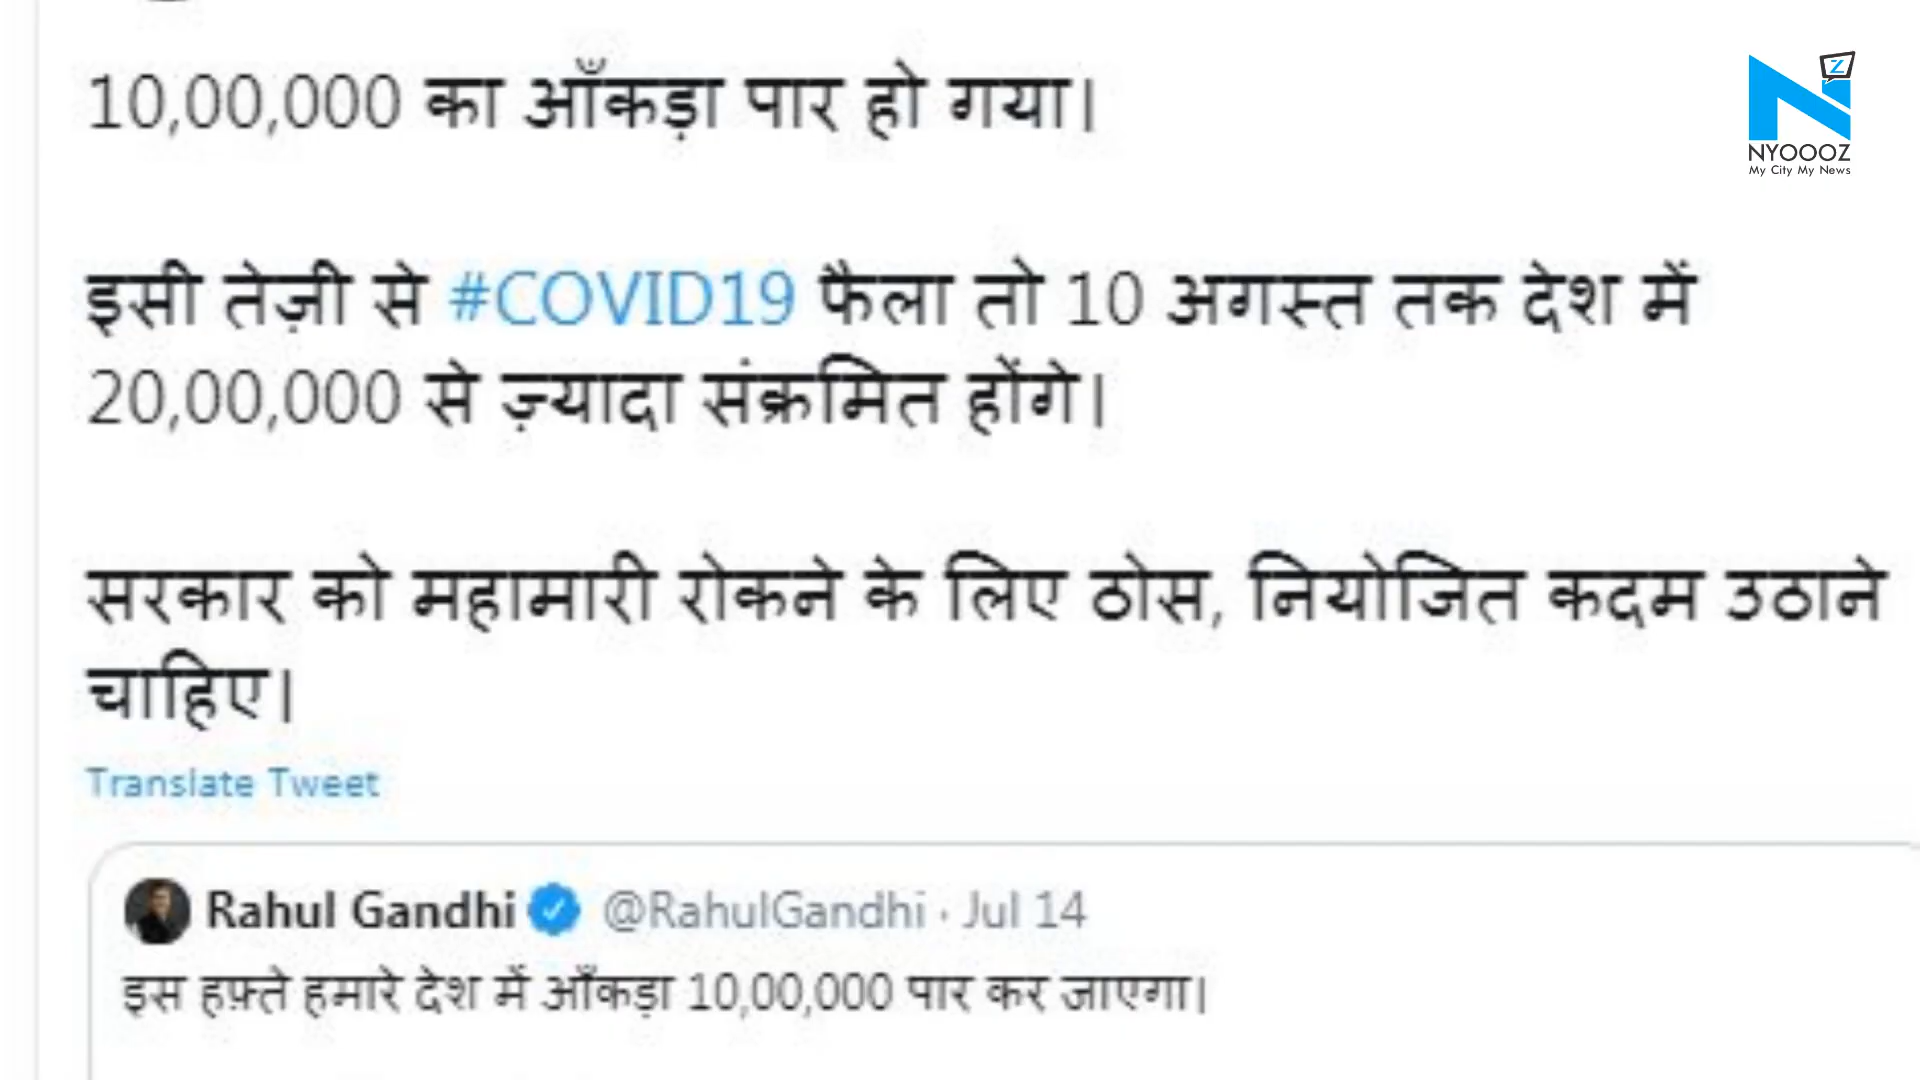 10,00,000 का आँकड़ा पार हो गया।
Z
NYOOOZ
My City My News
इसी तेज़ी से #COVID19 फैला तो 10 अगस्त तक देश में
20,00,000 से ज़्यादा संक्रमित होंगे।
सरकार को महामारी रोकने के लिए ठोस, नियोजित कदम उठाने
चाहिए।
Translate Tweet
Rahul Gandhi @RahulGandhi · Jul 14
इस हफ़्ते हमारे देश में आँकड़ा 10,00,000 पार कर जाएगा।